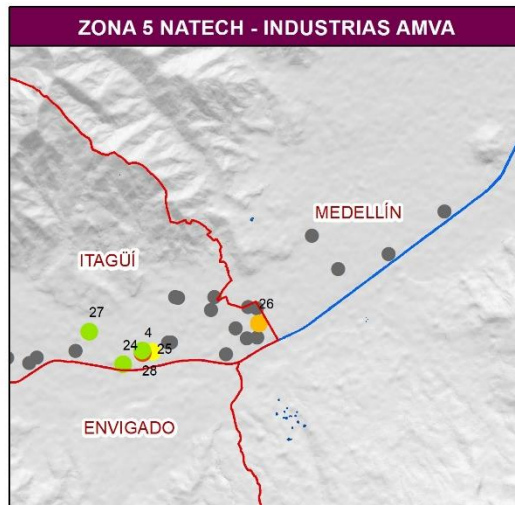 ZONA 5 NATECH - INDUSTRIAS AMVA
MEDELLÍN
ITAGÜÍ
26
27
4
24
25
28
ENVIGADO